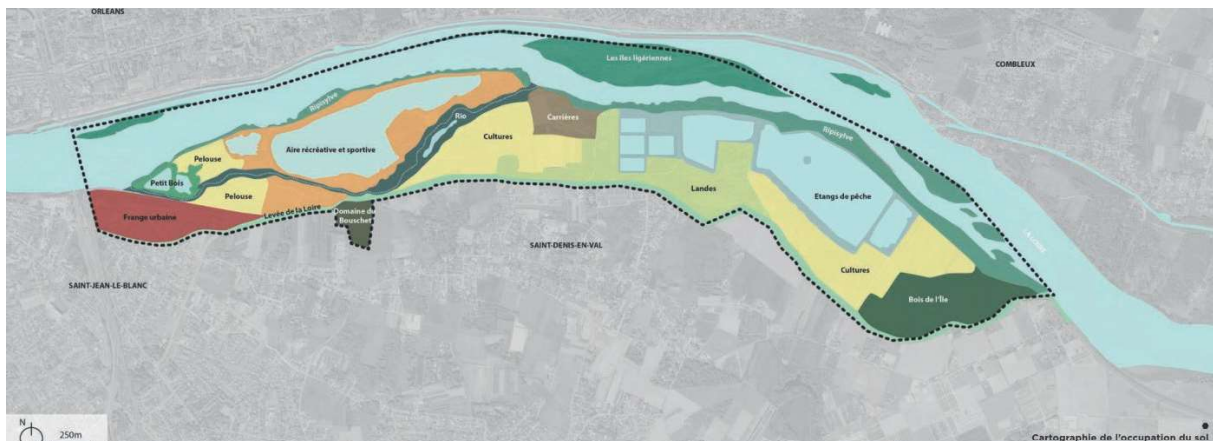 ORLEANS
Les îles ligériennes
COMBLEUX
Ripisylve
Rio
Carrières
Cultures
Ripisylve
Aire récréative et sportive
Pelouse
Petit bois
Pelouse
Landes
Etangs de pêche
Frange urbaine
Levée de la Loire
Domaine du
Bouschet
SAINT-DENIS-EN-VAL
LA LOIRE
Cultures
SAINT-JEAN-LE-BLANC
Bois de l'Île
N
250m
Cartographie de l'occupation du sol